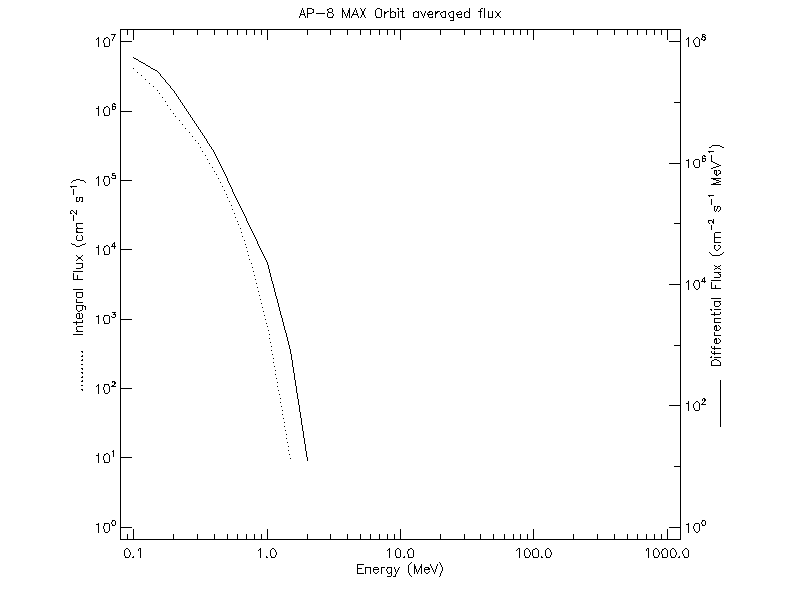 AP-8 MAX Orbit averaged flux
10⁷
10⁶
10⁵
10⁴
10³
10²
10¹
10⁰
Integral Flux (cm⁻² s⁻¹)
10⁸
10⁶
10⁴
10²
10⁰
Differential Flux (cm⁻² s⁻¹ MeV⁻¹)
0.1 1.0 10.0 100.0 1000.0
Energy (MeV)